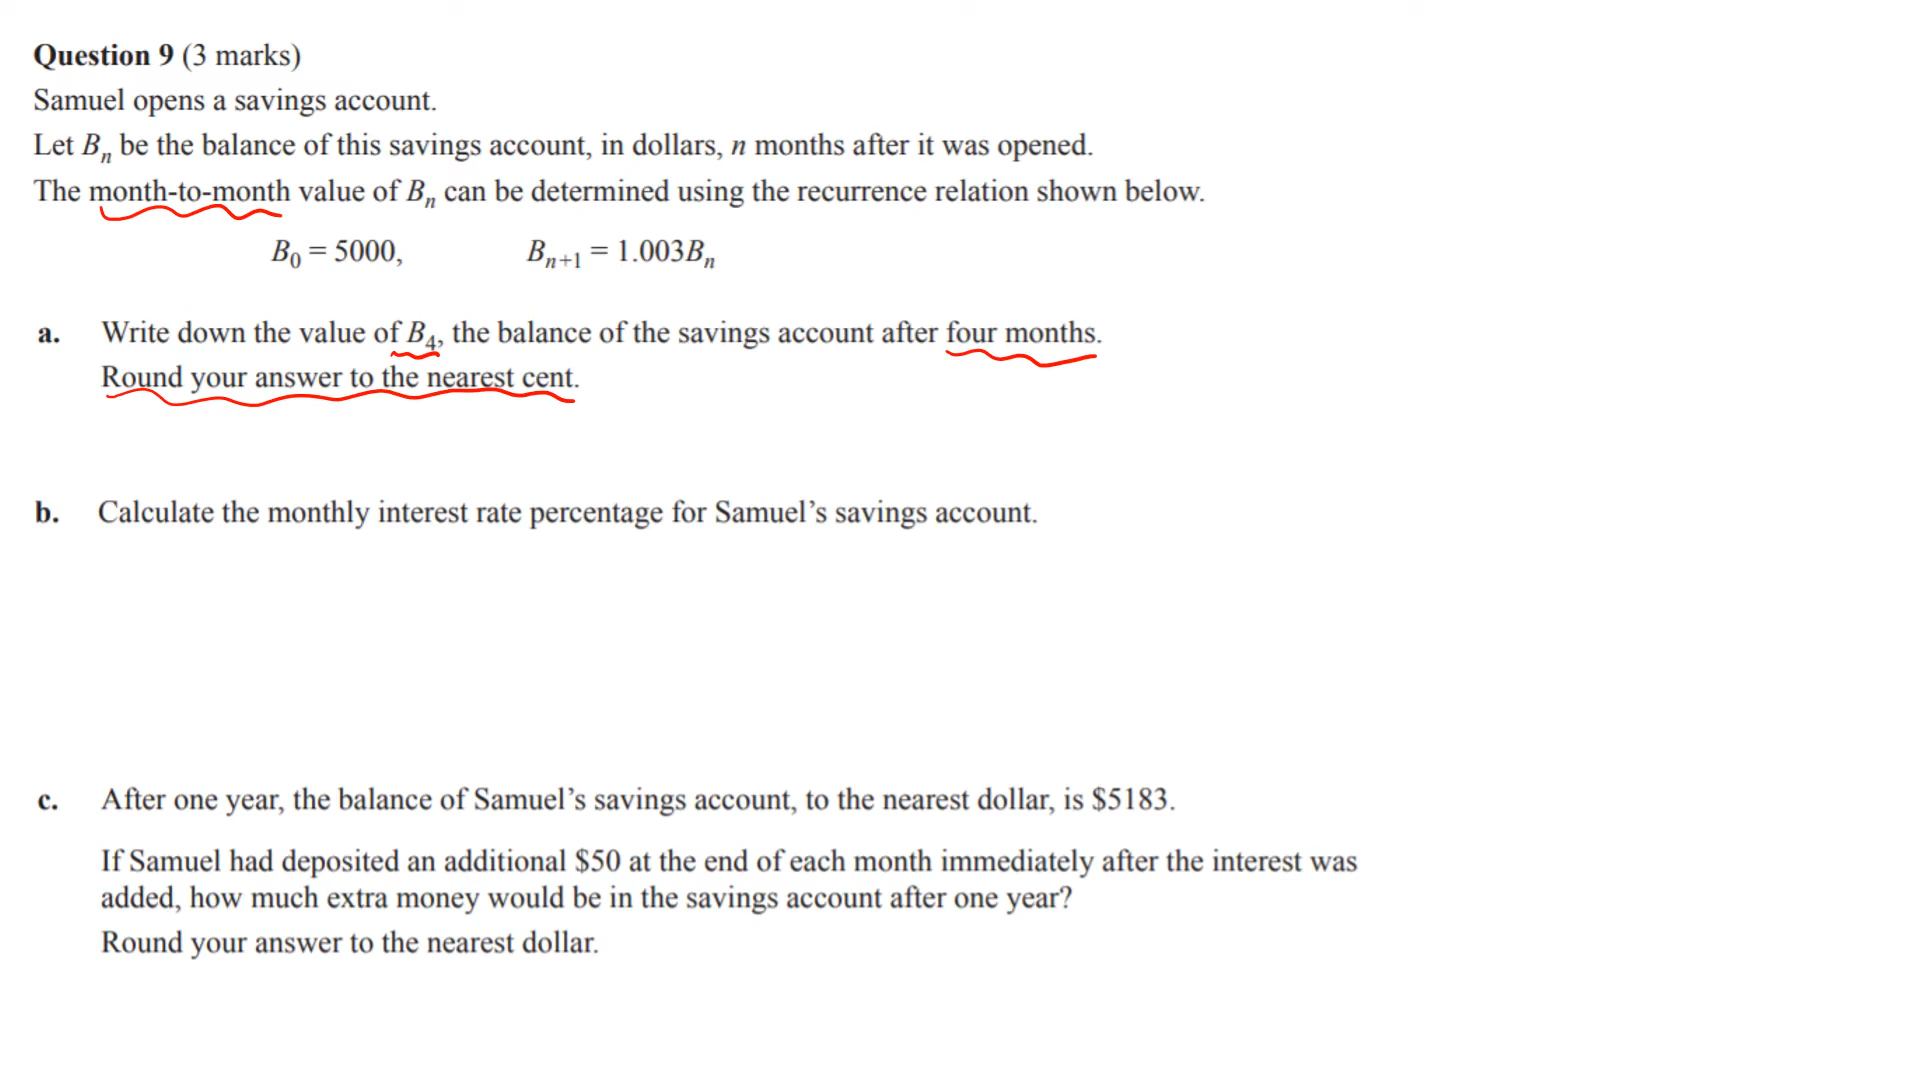 Question 9 (3 marks)
Samuel opens a savings account.
Let Bₙ be the balance of this savings account, in dollars, n months after it was opened.
The month-to-month value of Bₙ can be determined using the recurrence relation shown below.
B₀ = 5000, Bₙ₊₁ = 1.003Bₙ
a. Write down the value of B₄, the balance of the savings account after four months.
Round your answer to the nearest cent.
b. Calculate the monthly interest rate percentage for Samuel’s savings account.
c. After one year, the balance of Samuel’s savings account, to the nearest dollar, is $5183.
If Samuel had deposited an additional $50 at the end of each month immediately after the interest was
added, how much extra money would be in the savings account after one year?
Round your answer to the nearest dollar.